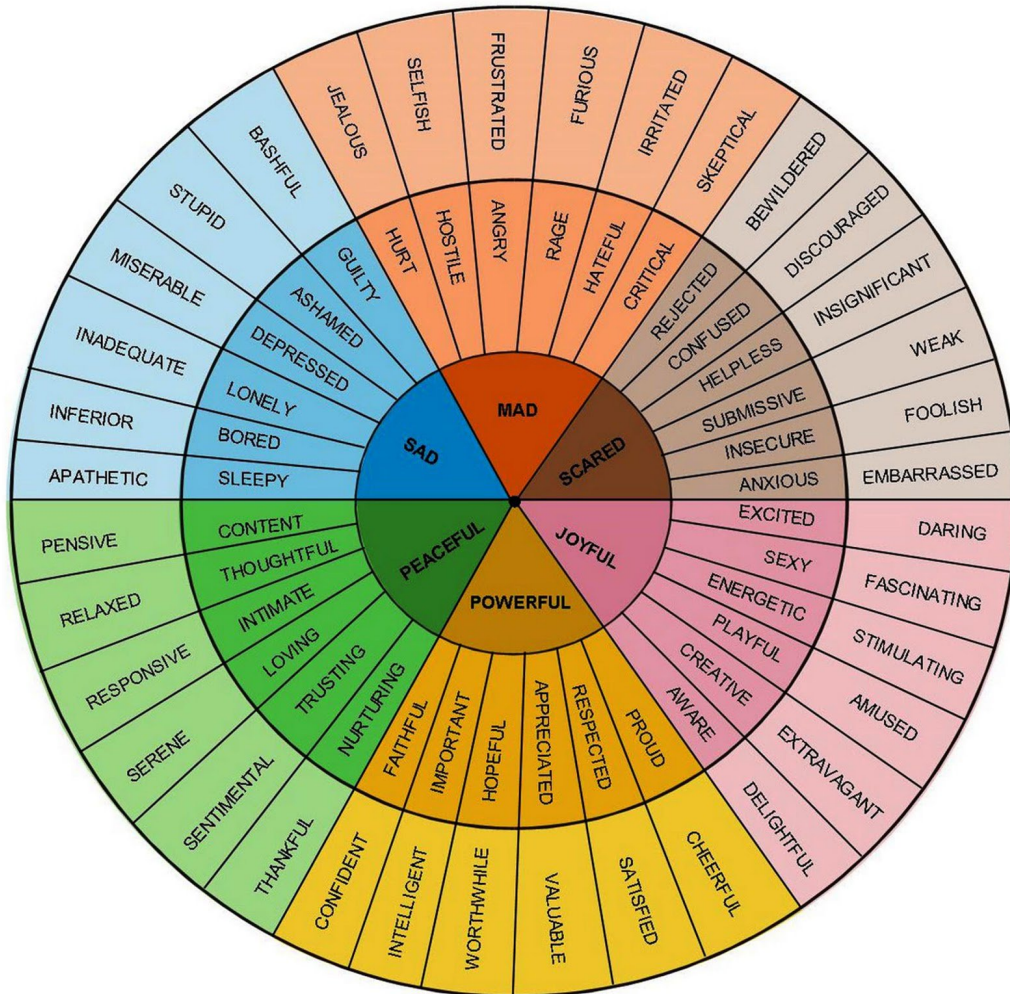 MAD
SCARED
JOYFUL
POWERFUL
PEACEFUL
SAD
HURT
HOSTILE
ANGRY
RAGE
HATEFUL
CRITICAL
REJECTED
CONFUSED
HELPLESS
SUBMISSIVE
INSECURE
ANXIOUS
EXCITED
SEXY
ENERGETIC
PLAYFUL
CREATIVE
AWARE
PROUD
RESPECTED
APPRECIATED
HOPEFUL
IMPORTANT
FAITHFUL
NURTURING
TRUSTING
LOVING
INTIMATE
THOUGHTFUL
CONTENT
SLEEPY
BORED
LONELY
DEPRESSED
ASHAMED
GUILTY
JEALOUS
SELFISH
FRUSTRATED
FURIOUS
IRRITATED
SKEPTICAL
BEWILDERED
DISCOURAGED
INSIGNIFICANT
WEAK
FOOLISH
EMBARRASSED
DARING
FASCINATING
STIMULATING
AMUSED
EXTRAVAGANT
DELIGHTFUL
CHEERFUL
SATISFIED
VALUABLE
WORTHWHILE
INTELLIGENT
CONFIDENT
THANKFUL
SENTIMENTAL
SERENE
RESPONSIVE
RELAXED
PENSIVE
APATHETIC
INFERIOR
INADEQUATE
MISERABLE
STUPID
BASHFUL